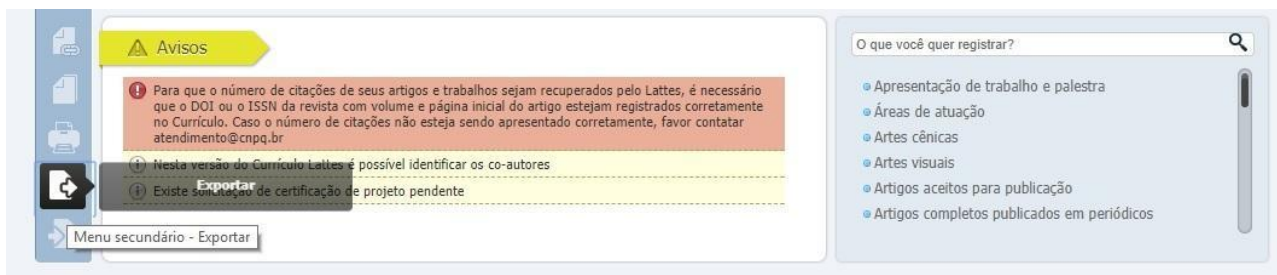 Avisos
Para que o número de citações de seus artigos e trabalhos sejam recuperados pelo Lattes, é necessário
que o DOI ou o ISSN da revista com volume e página inicial do artigo estejam registrados corretamente
no Currículo. Caso o número de citações não esteja sendo apresentado corretamente, favor contatar
atendimento@cnpq.br
Nesta versão do Currículo Lattes é possível identificar os co-autores
Existe solicitação de certificação de projeto pendente
Exportar
Menu secundário - Exportar
O que você quer registrar?
Apresentação de trabalho e palestra
Áreas de atuação
Artes cênicas
Artes visuais
Artigos aceitos para publicação
Artigos completos publicados em periódicos